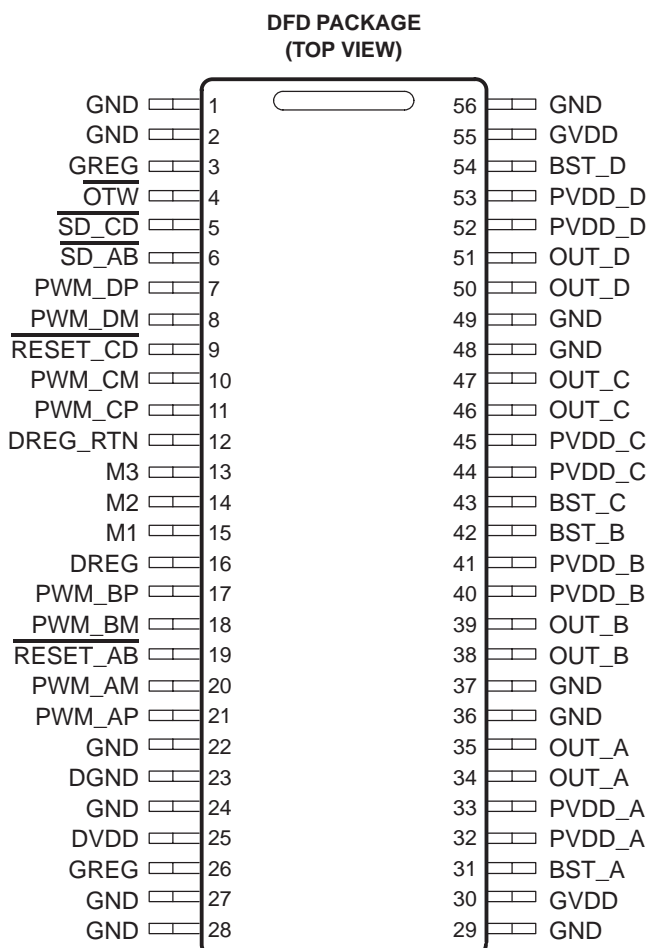 DFD PACKAGE
(TOP VIEW)
GND 1 56 GND
GND 2 55 GVDD
GREG 3 54 BST_D
OTW 4 53 PVDD_D
SD_CD 5 52 PVDD_D
SD_AB 6 51 OUT_D
PWM_DP 7 50 OUT_D
PWM_DM 8 49 GND
RESET_CD 9 48 GND
PWM_CM 10 47 OUT_C
PWM_CP 11 46 OUT_C
DREG_RTN 12 45 PVDD_C
M3 13 44 PVDD_C
M2 14 43 BST_C
M1 15 42 BST_B
DREG 16 41 PVDD_B
PWM_BP 17 40 PVDD_B
PWM_BM 18 39 OUT_B
RESET_AB 19 38 OUT_B
PWM_AM 20 37 GND
PWM_AP 21 36 GND
GND 22 35 OUT_A
DGND 23 34 OUT_A
GND 24 33 PVDD_A
DVDD 25 32 PVDD_A
GREG 26 31 BST_A
GND 27 30 GVDD
GND 28 29 GND